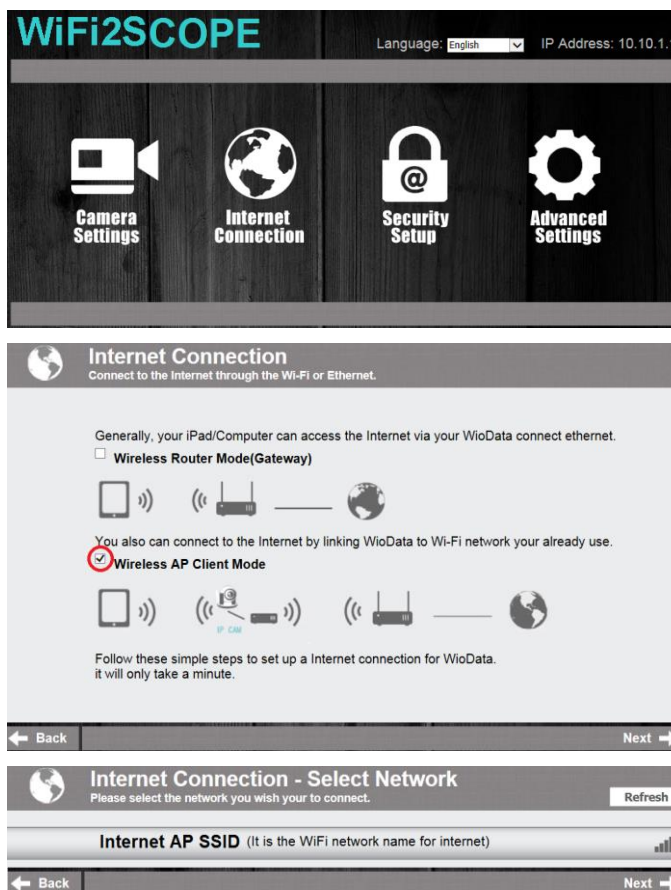 WiFi2SCOPE
Language: English IP Address: 10.10.1.
Camera Settings
Internet Connection
@
Security Setup
Advanced Settings
Internet Connection
Connect to the Internet through the Wi-Fi or Ethernet.
Generally, your iPad/Computer can access the Internet via your WioData connect ethernet.
Wireless Router Mode(Gateway)
You also can connect to the Internet by linking WioData to Wi-Fi network your already use.
Wireless AP Client Mode
IP CAM
Follow these simple steps to set up a Internet connection for WioData.
it will only take a minute.
Back Next
Internet Connection - Select Network
Please select the network you wish your to connect.
Refresh
Internet AP SSID (It is the WiFi network name for internet)
Back Next